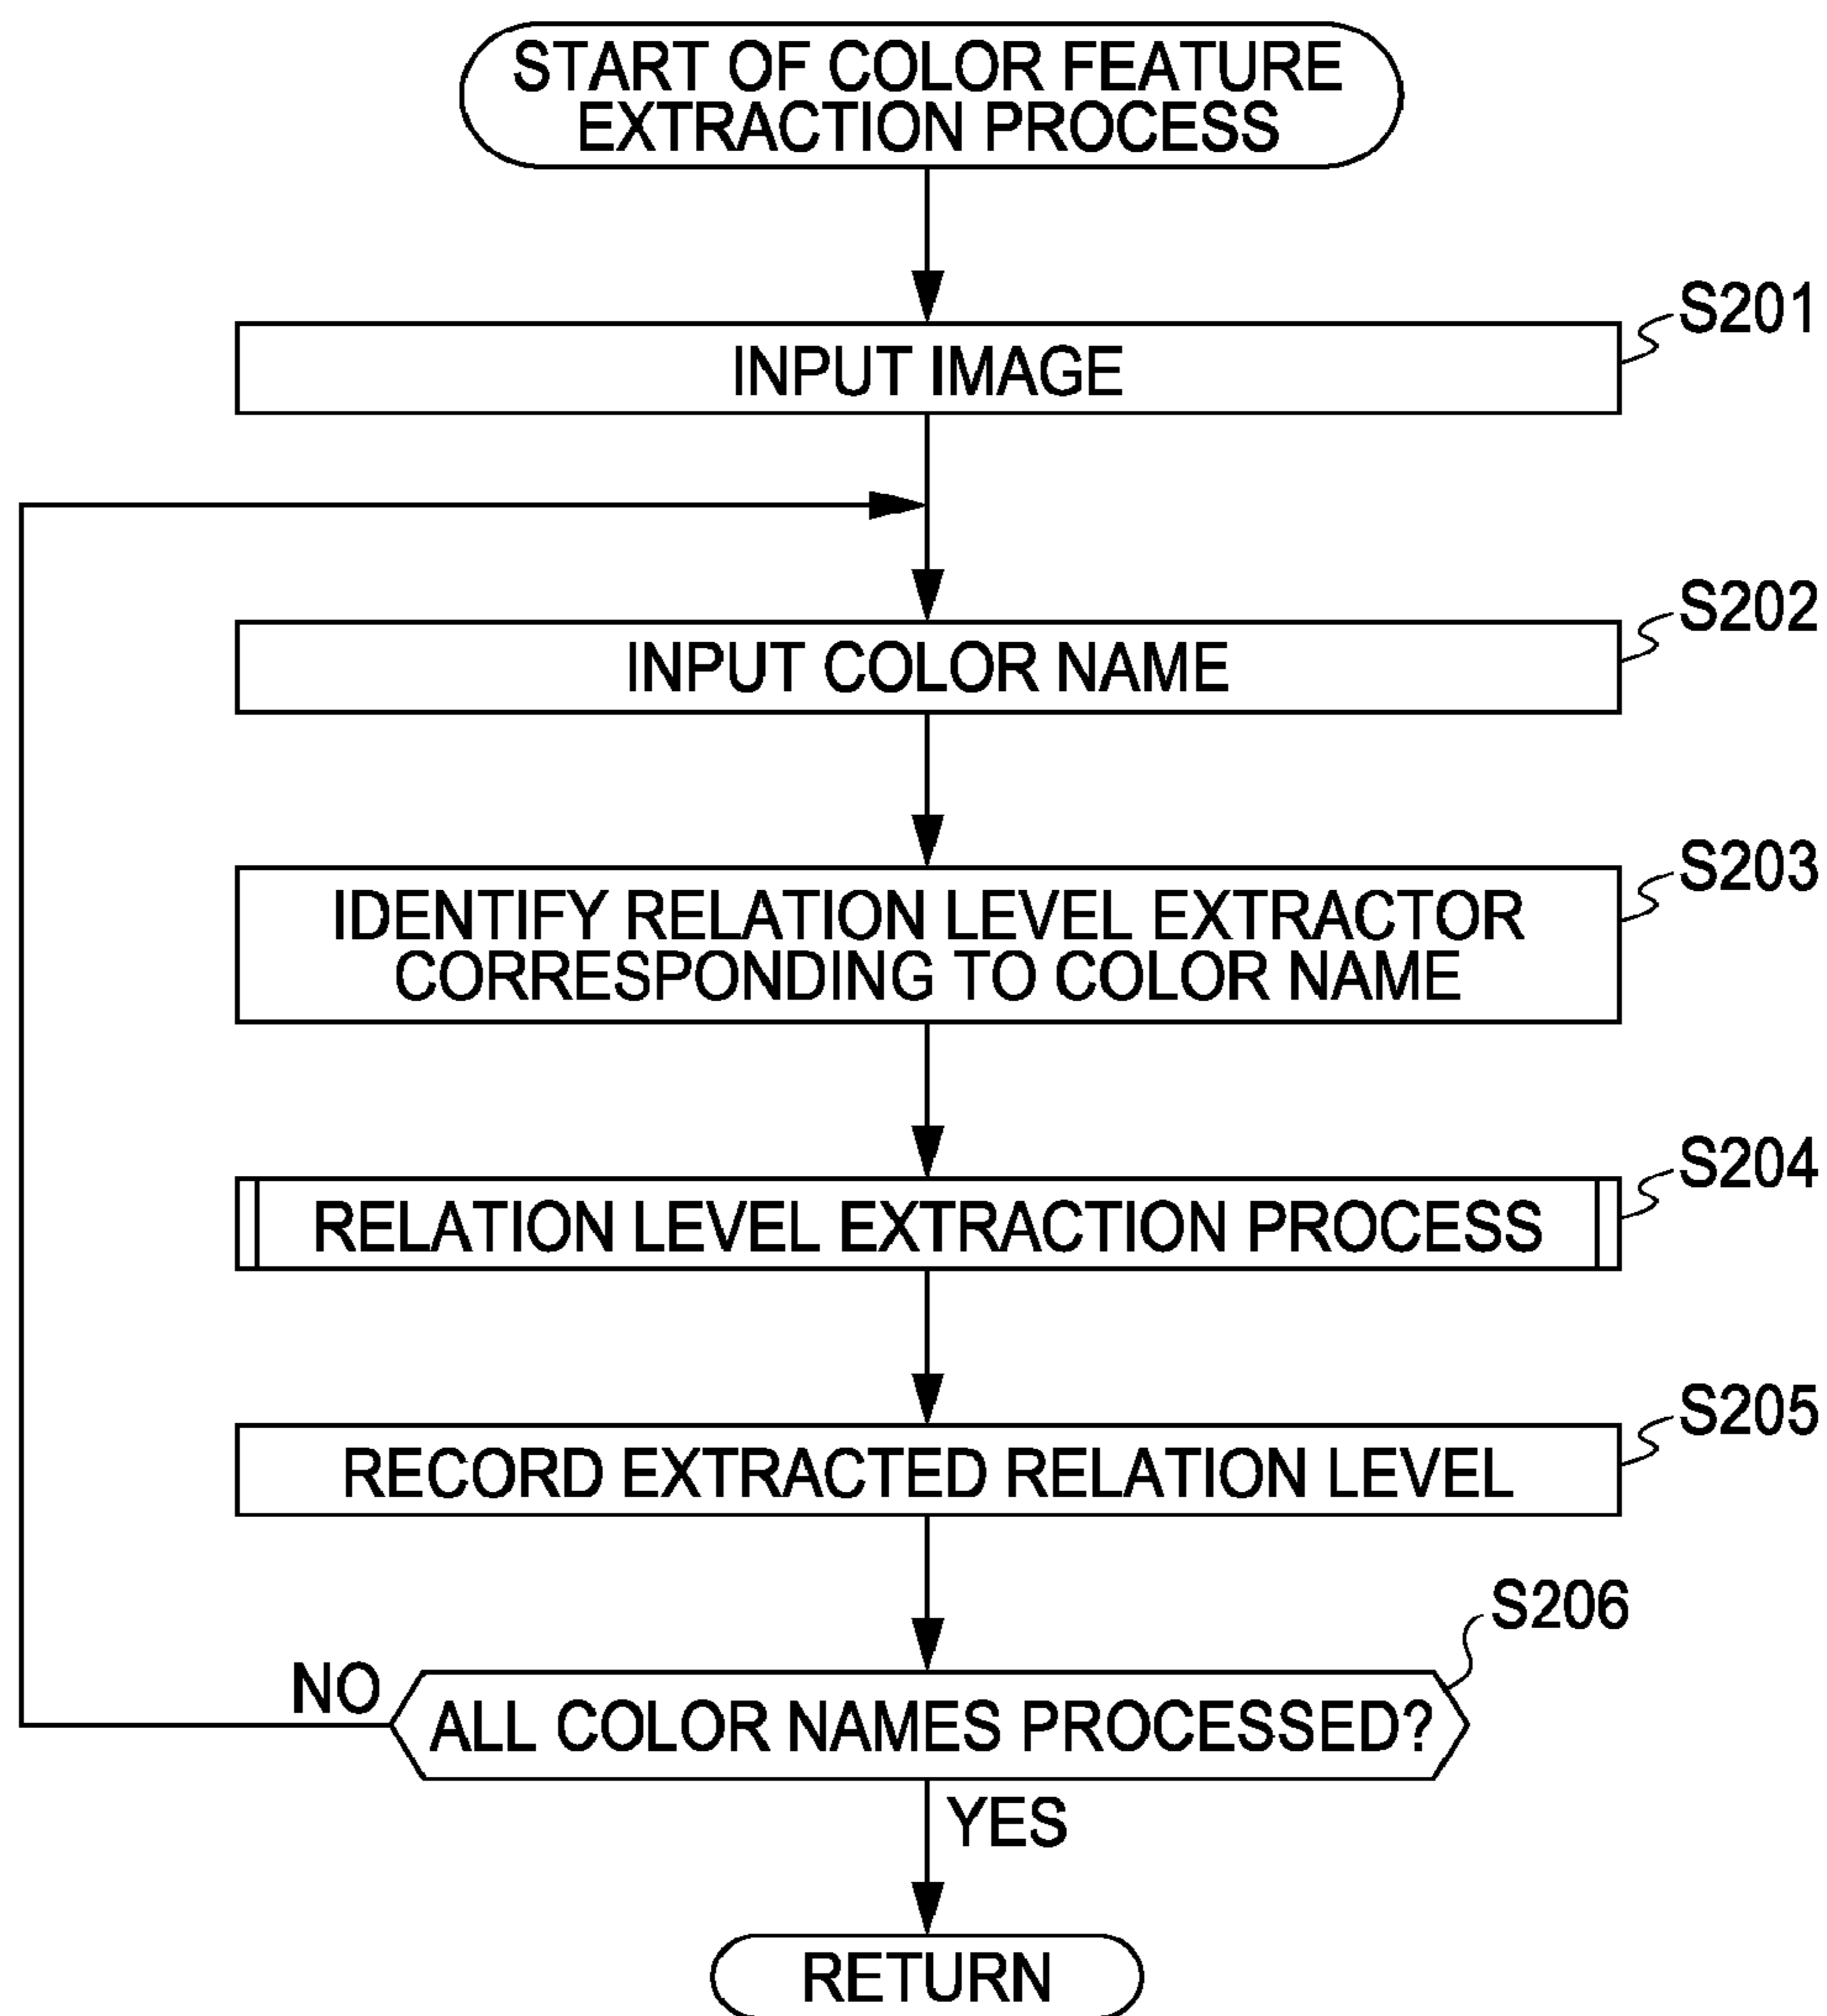 START OF COLOR FEATURE
EXTRACTION PROCESS
S201
INPUT IMAGE
S202
INPUT COLOR NAME
S203
IDENTIFY RELATION LEVEL EXTRACTOR
CORRESPONDING TO COLOR NAME
S204
RELATION LEVEL EXTRACTION PROCESS
S205
RECORD EXTRACTED RELATION LEVEL
S206
NO
ALL COLOR NAMES PROCESSED?
YES
RETURN